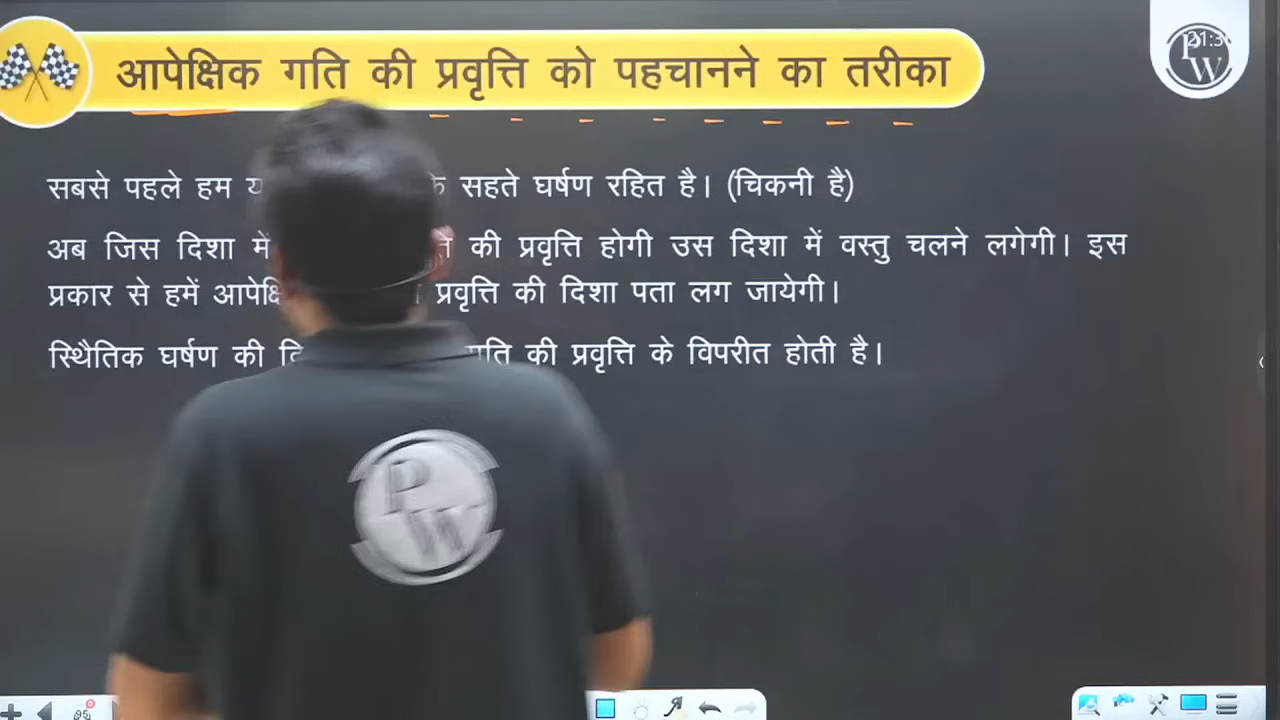 आपेक्षिक गति की प्रवृत्ति को पहचानने का तरीका
सबसे पहले हम सहते घर्षण रहित है। (चिकनी है)
अब जिस दिशा में की प्रवृत्ति होगी उस दिशा में वस्तु चलने लगेगी। इस
प्रकार से हमें प्रवृत्ति की दिशा पता लग जायेगी।
स्थैितिक घर्षण की गति की प्रवृत्ति के विपरीत होती है।
PW
PW